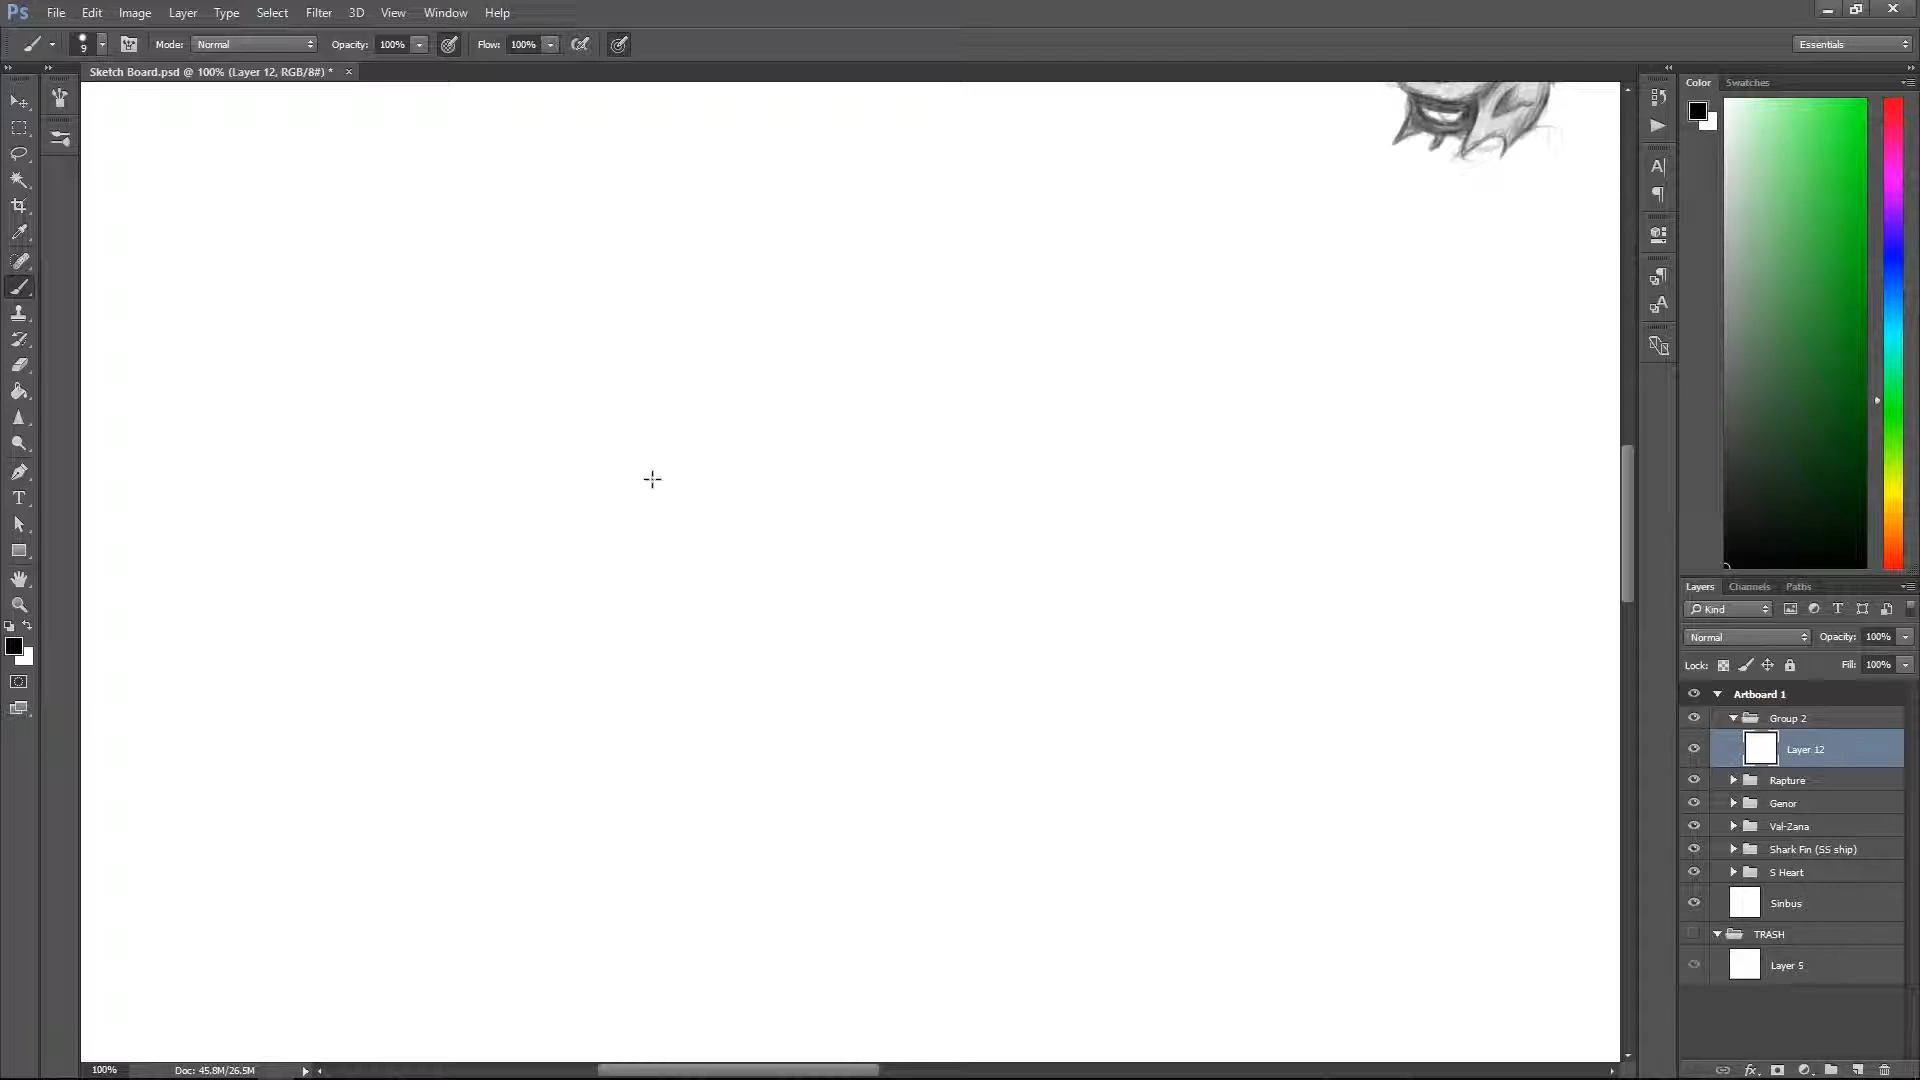 Ps File Edit Image Layer Type Select Filter 3D View Window Help
9 Mode: Normal Opacity: 100% Flow: 100% Essentials
Sketch Board.psd @ 100% (Layer 12, RGB/8#) * ×
Color Swatches
Layers Channels Paths
Kind
Normal Opacity: 100%
Lock: Fill: 100%
Artboard 1
Group 2
Layer 12
Rapture
Genor
Val-Zana
Shark Fin (SS ship)
S Heart
Sinbus
TRASH
Layer 5
100% Doc: 45.8M/26.5M